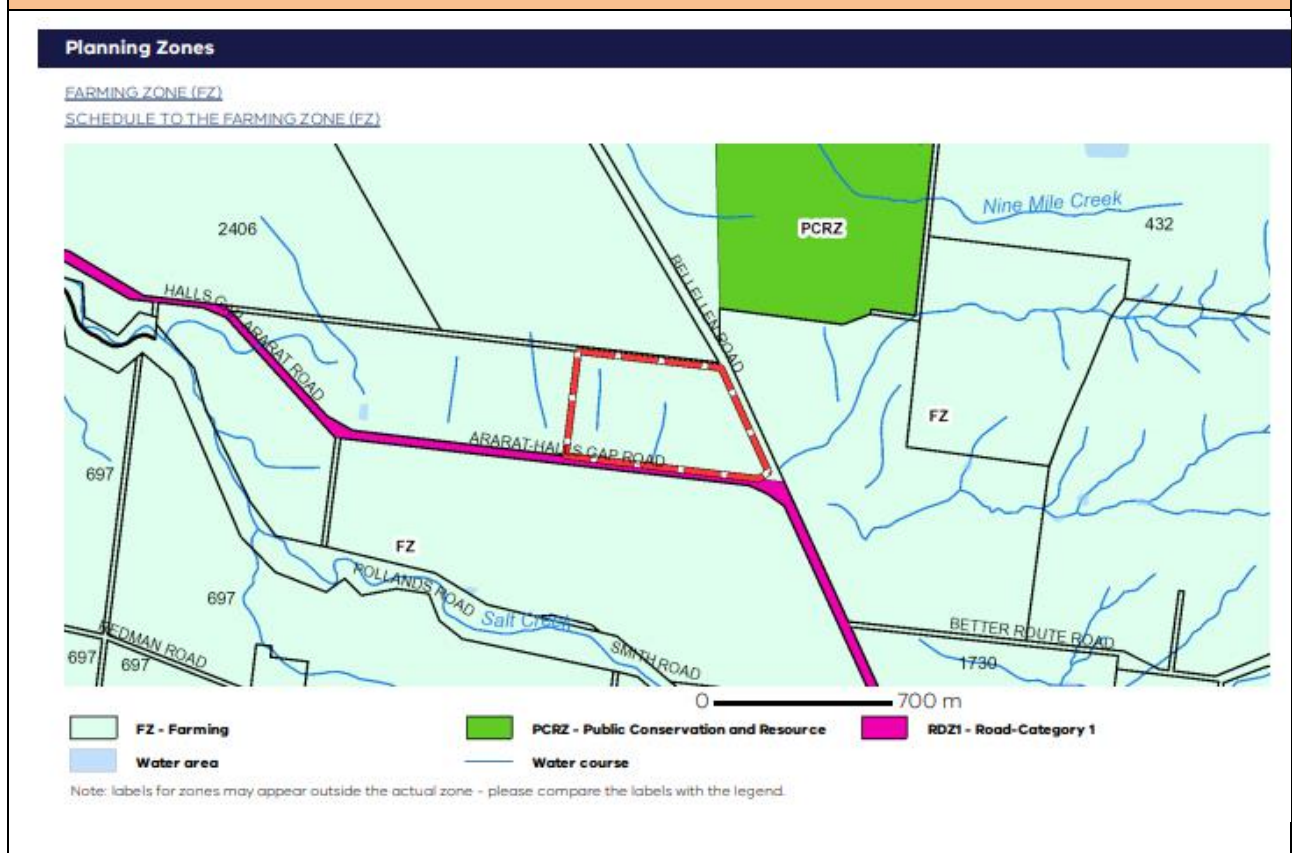 Planning Zones
FARMING ZONE (FZ)
SCHEDULE TO THE FARMING ZONE (FZ)
Nine Mile Creek
2406
PCRZ
432
BELLELLEN ROAD
HALLS GAP-ARARAT ROAD
FZ
ARARAT-HALLS GAP ROAD
697
FZ
POLLANDS ROAD
697
Salt Creek
BETTER ROUTE ROAD
REDMAN ROAD
SMITH ROAD
697
697
1730
0 700 m
FZ - Farming
PCRZ - Public Conservation and Resource
RDZ1 - Road-Category 1
Water area
Water course
Note: labels for zones may appear outside the actual zone - please compare the labels with the legend.